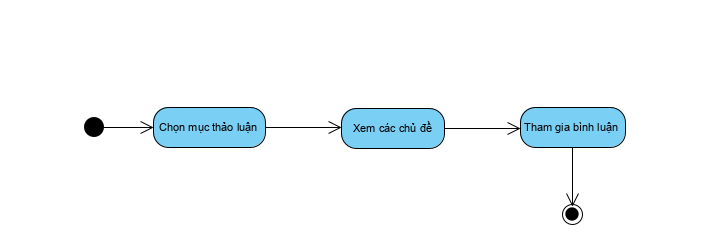 Chọn mục thảo luận
Xem các chủ đề
Tham gia bình luận